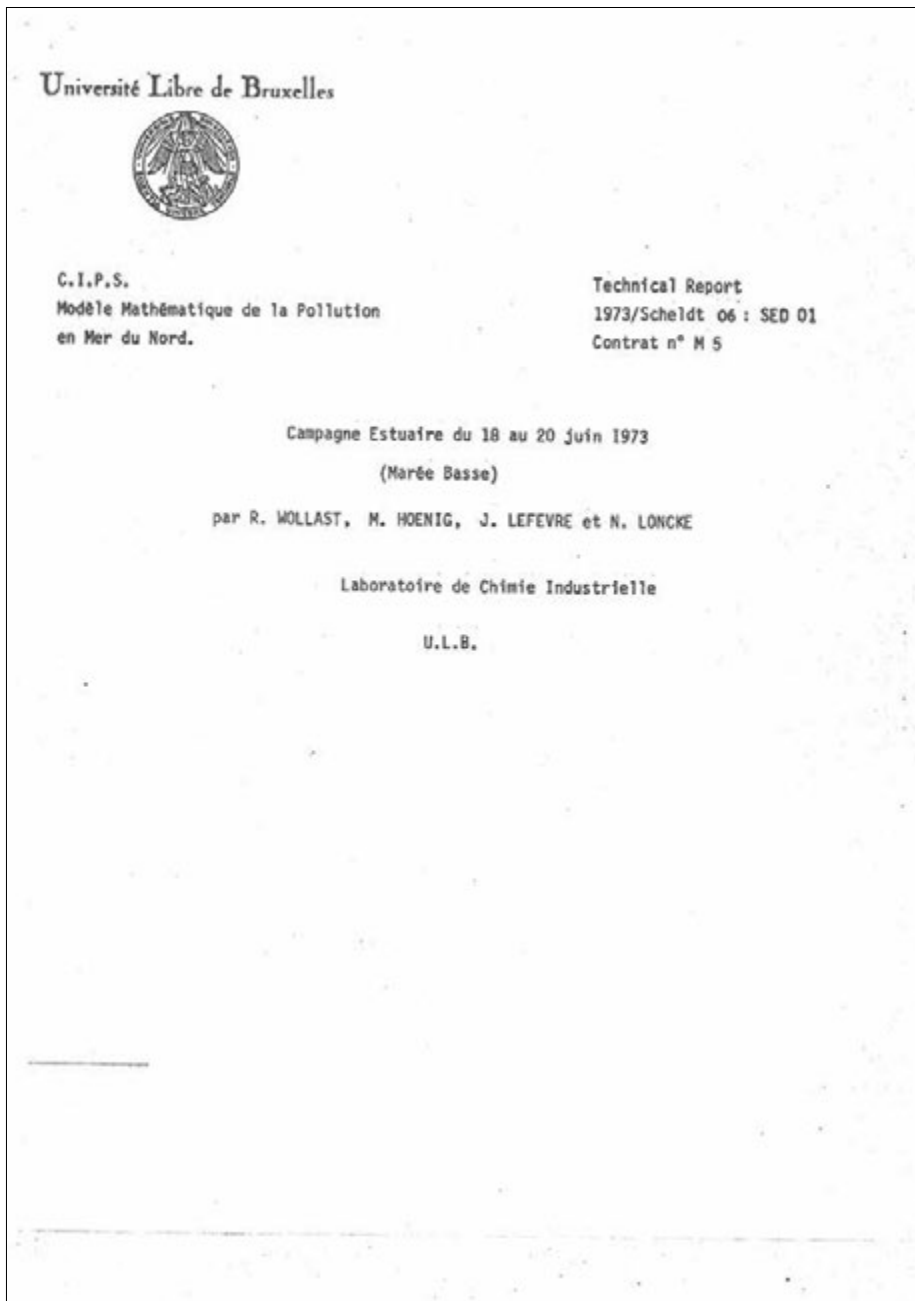 Université Libre de Bruxelles
C.I.P.S.
Modèle Mathématique de la Pollution
en Mer du Nord.
Technical Report
1973/Scheldt 06 : SED 01
Contrat n° M 5
Campagne Estuaire du 18 au 20 juin 1973
(Marée Basse)
par R. WOLLAST, M. HOENIG, J. LEFEVRE et N. LONCKE
Laboratoire de Chimie Industrielle
U.L.B.